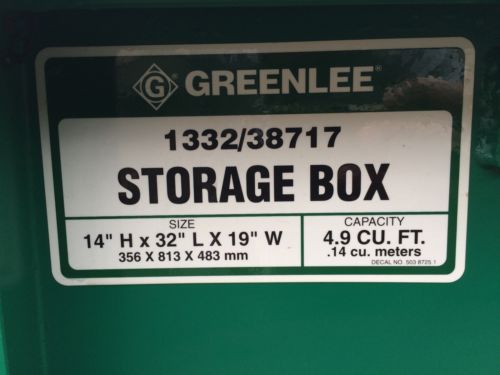 G GREENLEE®
1332/38717
STORAGE BOX
SIZE
14" H x 32" L X 19" W
356 X 813 X 483 mm
CAPACITY
4.9 CU. FT.
.14 cu. meters
DECAL NO. 503 8725 1